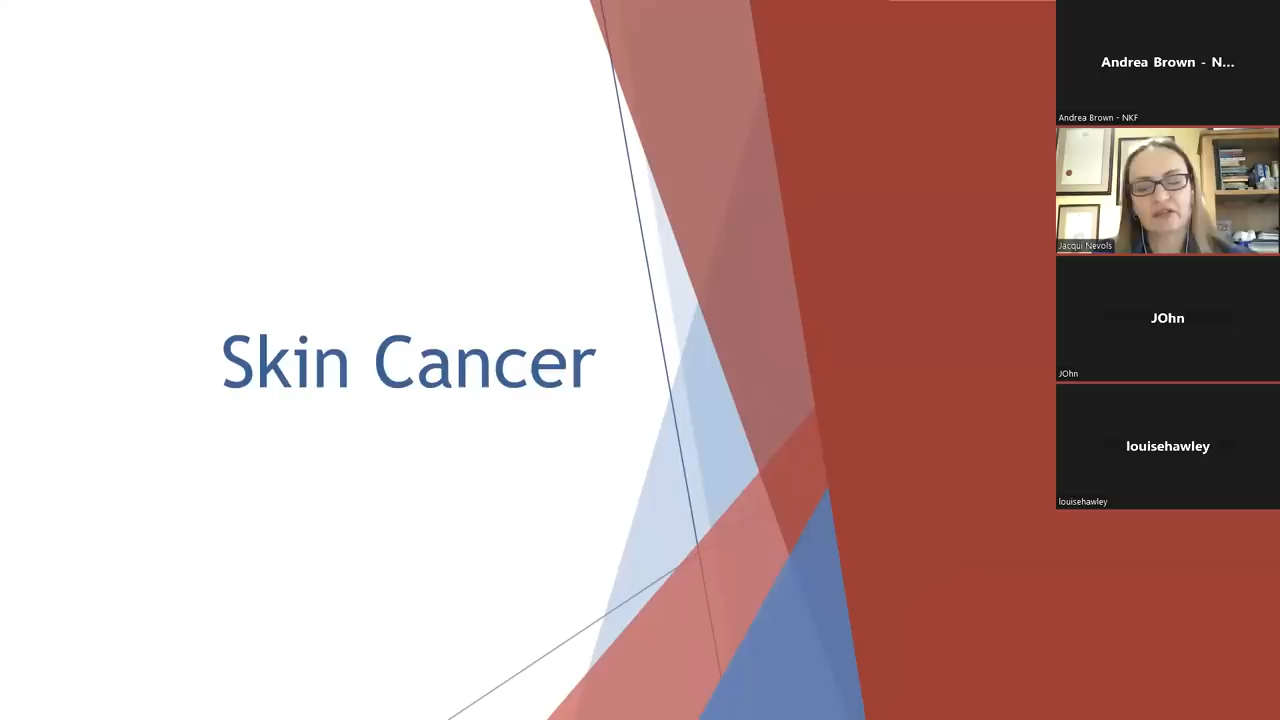 Skin Cancer
Andrea Brown - N...
Andrea Brown - NKF
Jacqui Nevols
JOhn
JOhn
louisehawley
louisehawley